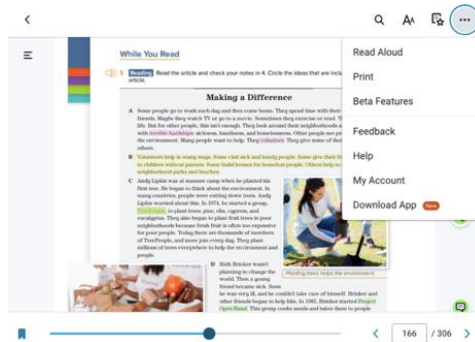 While You Read
5 Reading Read the article and check your notes in 4. Circle the ideas that are inclu
article.
Making a Difference
A Some people go to work each day and then come home. They spend time with their
friends. Maybe they watch TV or go to a movie. Sometimes they exercise or read. T
life. But for other people, this isn't enough. They look around their neighborhoods a
with terrible hardships: sickness, loneliness, and homelessness. Other people see pr
the environment. Many people want to help. They volunteer. They give some of thei
others.
B Volunteers help in many ways. Some visit sick and lonely people. Some give their fr
to children without parents. Some build homes for homeless people. Others help to
neighborhood parks and beaches.
C Andy Lipkis was at summer camp when he planted his
first tree. He began to think about the environment. In
many countries, people were cutting down trees. Andy
Lipkis worried about this. In 1974, he started a group,
TreePeople, to plant trees: pine, elm, cypress, and
eucalyptus. They also began to plant fruit trees in poor
neighborhoods because fresh fruit is often too expensive
for poor people. Today there are thousands of members
of TreePeople, and more join every day. They plant
millions of trees everywhere to help the environment and
people.
Planting trees helps the environment
D Ruth Brinker wasn't
planning to change the
world. Then a young
friend became sick. Soon
he was very ill, and he couldn't take care of himself. Brinker and
other friends began to help him. In 1985, Brinker started Project
Open Hand. This group cooks meals and takes them to people
Read Aloud
Print
Beta Features
Feedback
Help
My Account
Download App New
166 / 306